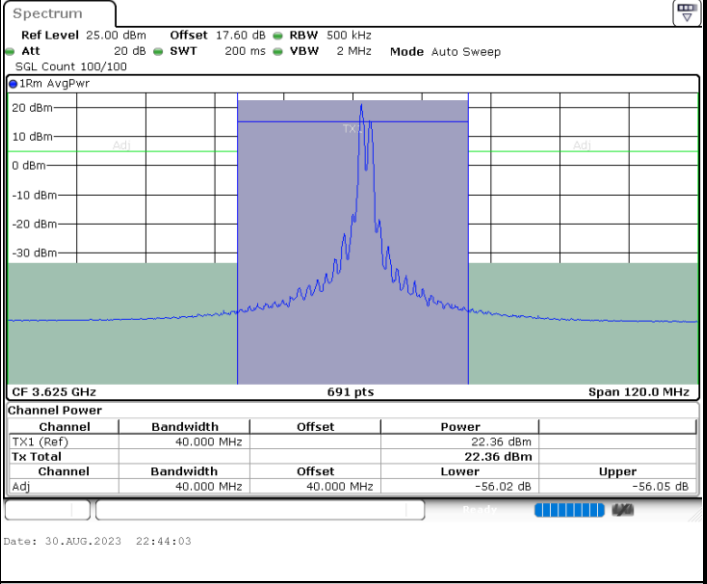 Spectrum
Ref Level 25.00 dBm Offset 17.60 dB RBW 500 kHz
Att 20 dB SWT 200 ms VBW 2 MHz Mode Auto Sweep
SGL Count 100/100
1Rm AvgPwr
20 dBm
10 dBm
TX1
Adj Adj
0 dBm
-10 dBm
-20 dBm
-30 dBm
CF 3.625 GHz 691 pts Span 120.0 MHz
Channel Power
Channel Bandwidth Offset Power
TX1 (Ref) 40.000 MHz 22.36 dBm
Tx Total 22.36 dBm
Channel Bandwidth Offset Lower Upper
Adj 40.000 MHz 40.000 MHz -56.02 dB -56.05 dB
Ready
Date: 30.AUG.2023 22:44:03